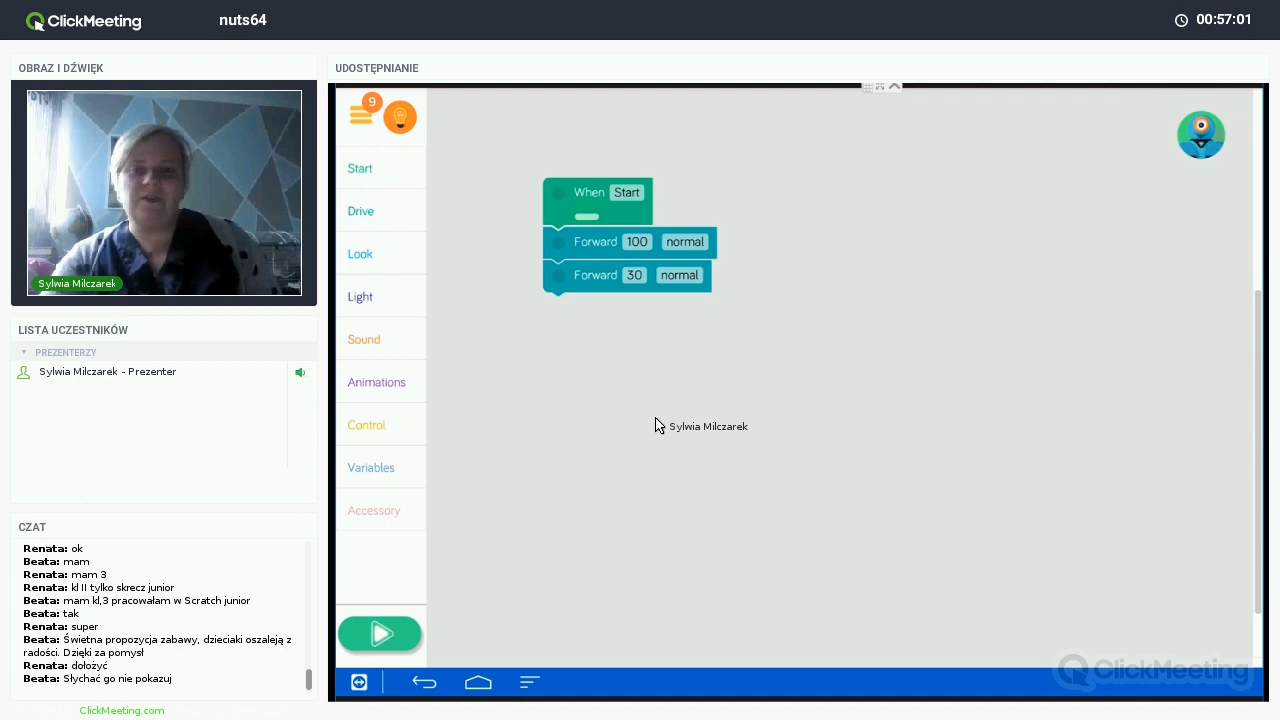 ClickMeeting
nuts64
00:57:01
OBRAZ I DŹWIĘK
Sylwia Milczarek
LISTA UCZESTNIKÓW
PREZENTERZY
Sylwia Milczarek - Prezenter
CZAT
Renata: ok
Beata: mam
Renata: mam 3
Renata: kl II tylko skrecz junior
Beata: mam kl,3 pracowałam w Scratch junior
Beata: tak
Renata: super
Beata: Świetna propozycja zabawy, dzieciaki oszaleją z
radości. Dzięki za pomysł
Renata: dołożyć
Beata: Słychać go nie pokazuj
ClickMeeting.com
UDOSTĘPNIANIE
9
Start
Drive
Look
Light
Sound
Animations
Control
Variables
Accessory
When Start
Forward 100 normal
Forward 30 normal
Sylwia Milczarek
ClickMeeting